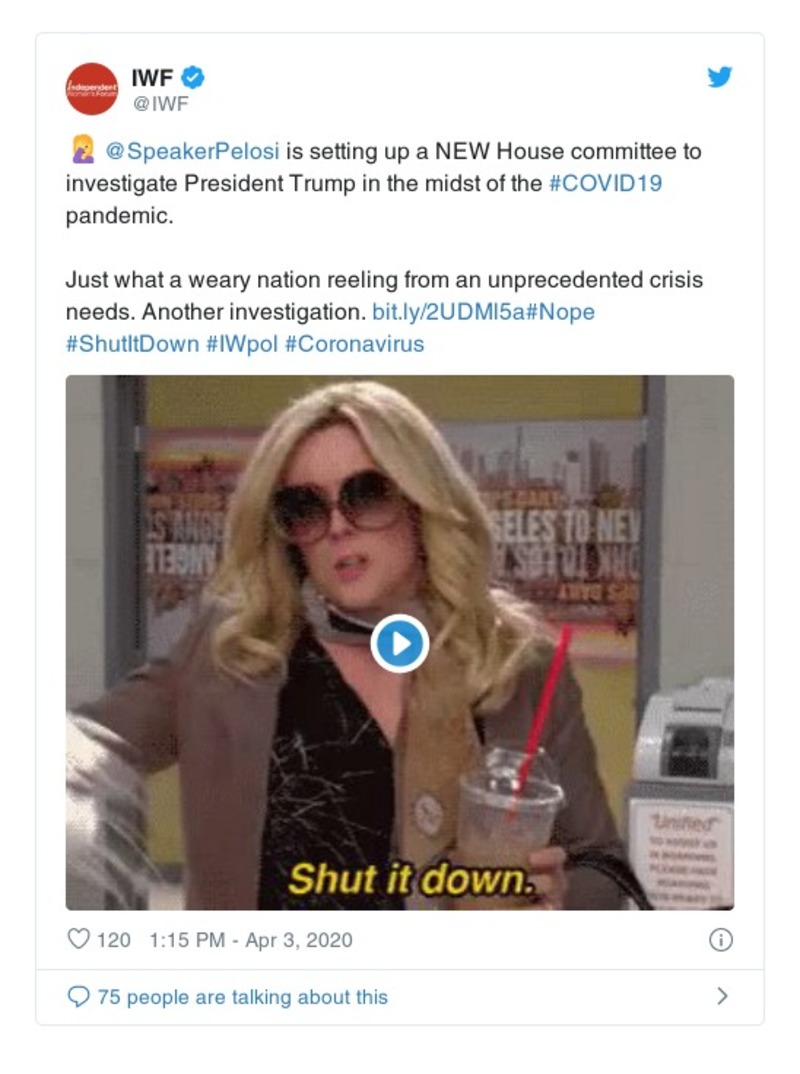 Independent
Women's Forum
IWF
@IWF
🤦‍♀️ @SpeakerPelosi is setting up a NEW House committee to
investigate President Trump in the midst of the #COVID19
pandemic.
Just what a weary nation reeling from an unprecedented crisis
needs. Another investigation. bit.ly/2UDMl5a#Nope
#ShutItDown #IWpol #Coronavirus
ELES TO NEW
"Unified"
Shut it down.
120 1:15 PM - Apr 3, 2020
75 people are talking about this